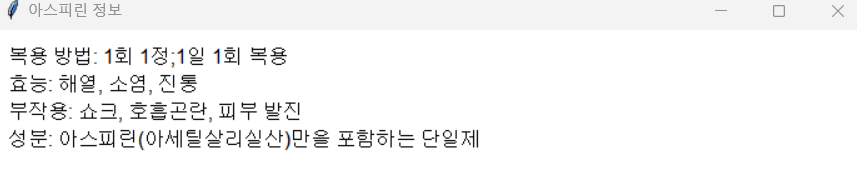 아스피린 정보
복용 방법: 1회 1정;1일 1회 복용
효능: 해열, 소염, 진통
부작용: 쇼크, 호흡곤란, 피부 발진
성분: 아스피련(아세틸살리실산)만을 포함하는 단일제